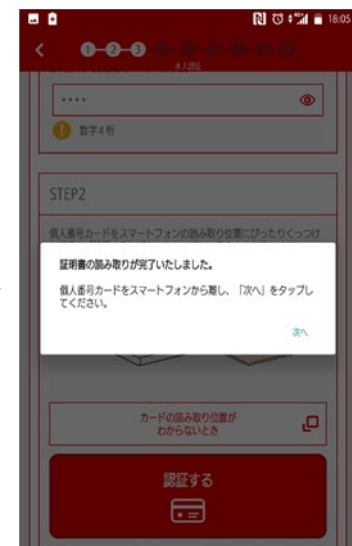 18:05
1 2 3
本人認証
••••
数字4桁
STEP2
個人番号カードをスマートフォンの読み取り位置にぴったりくっつけ
証明書の読み取りが完了いたしました。
個人番号カードをスマートフォンから離し、「次へ」をタップし
てください。
次へ
カードの読み取り位置が
わからないとき
認証する